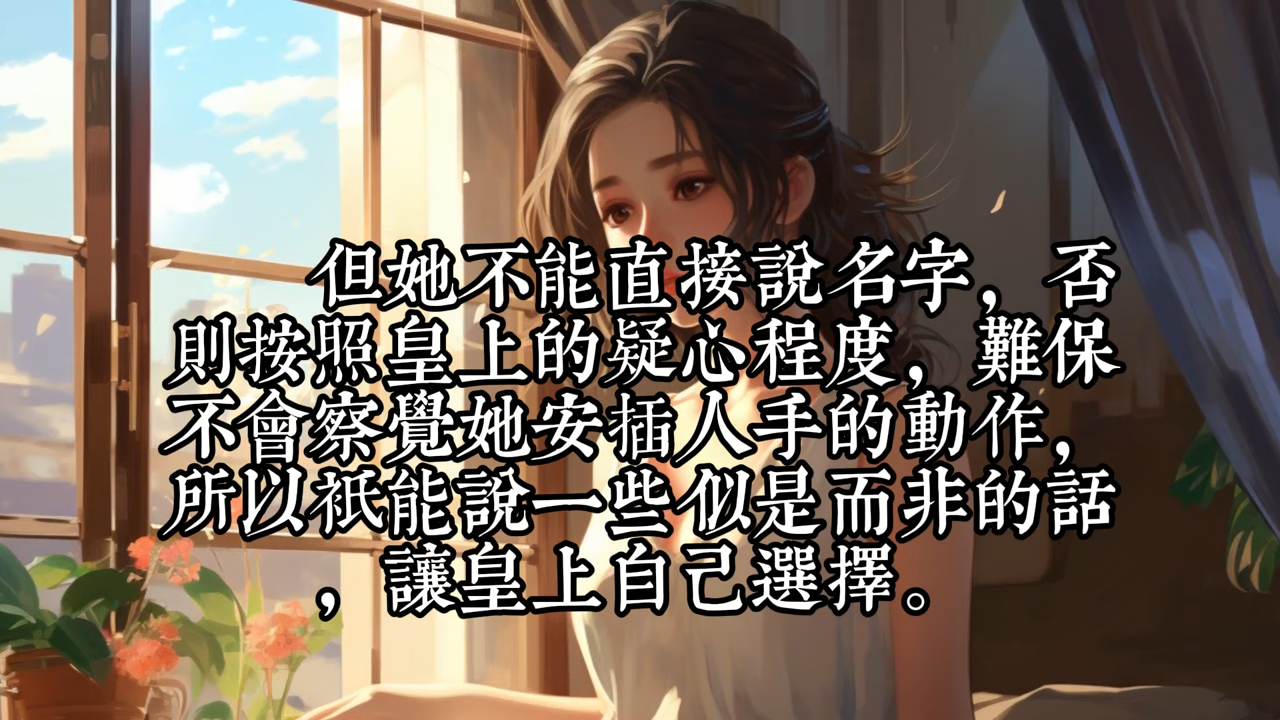 但她不能直接說名字，否
則按照皇上的疑心程度，難保
不會察覺她安插人手的動作，
所以祇能說一些似是而非的話
，讓皇上自己選擇。